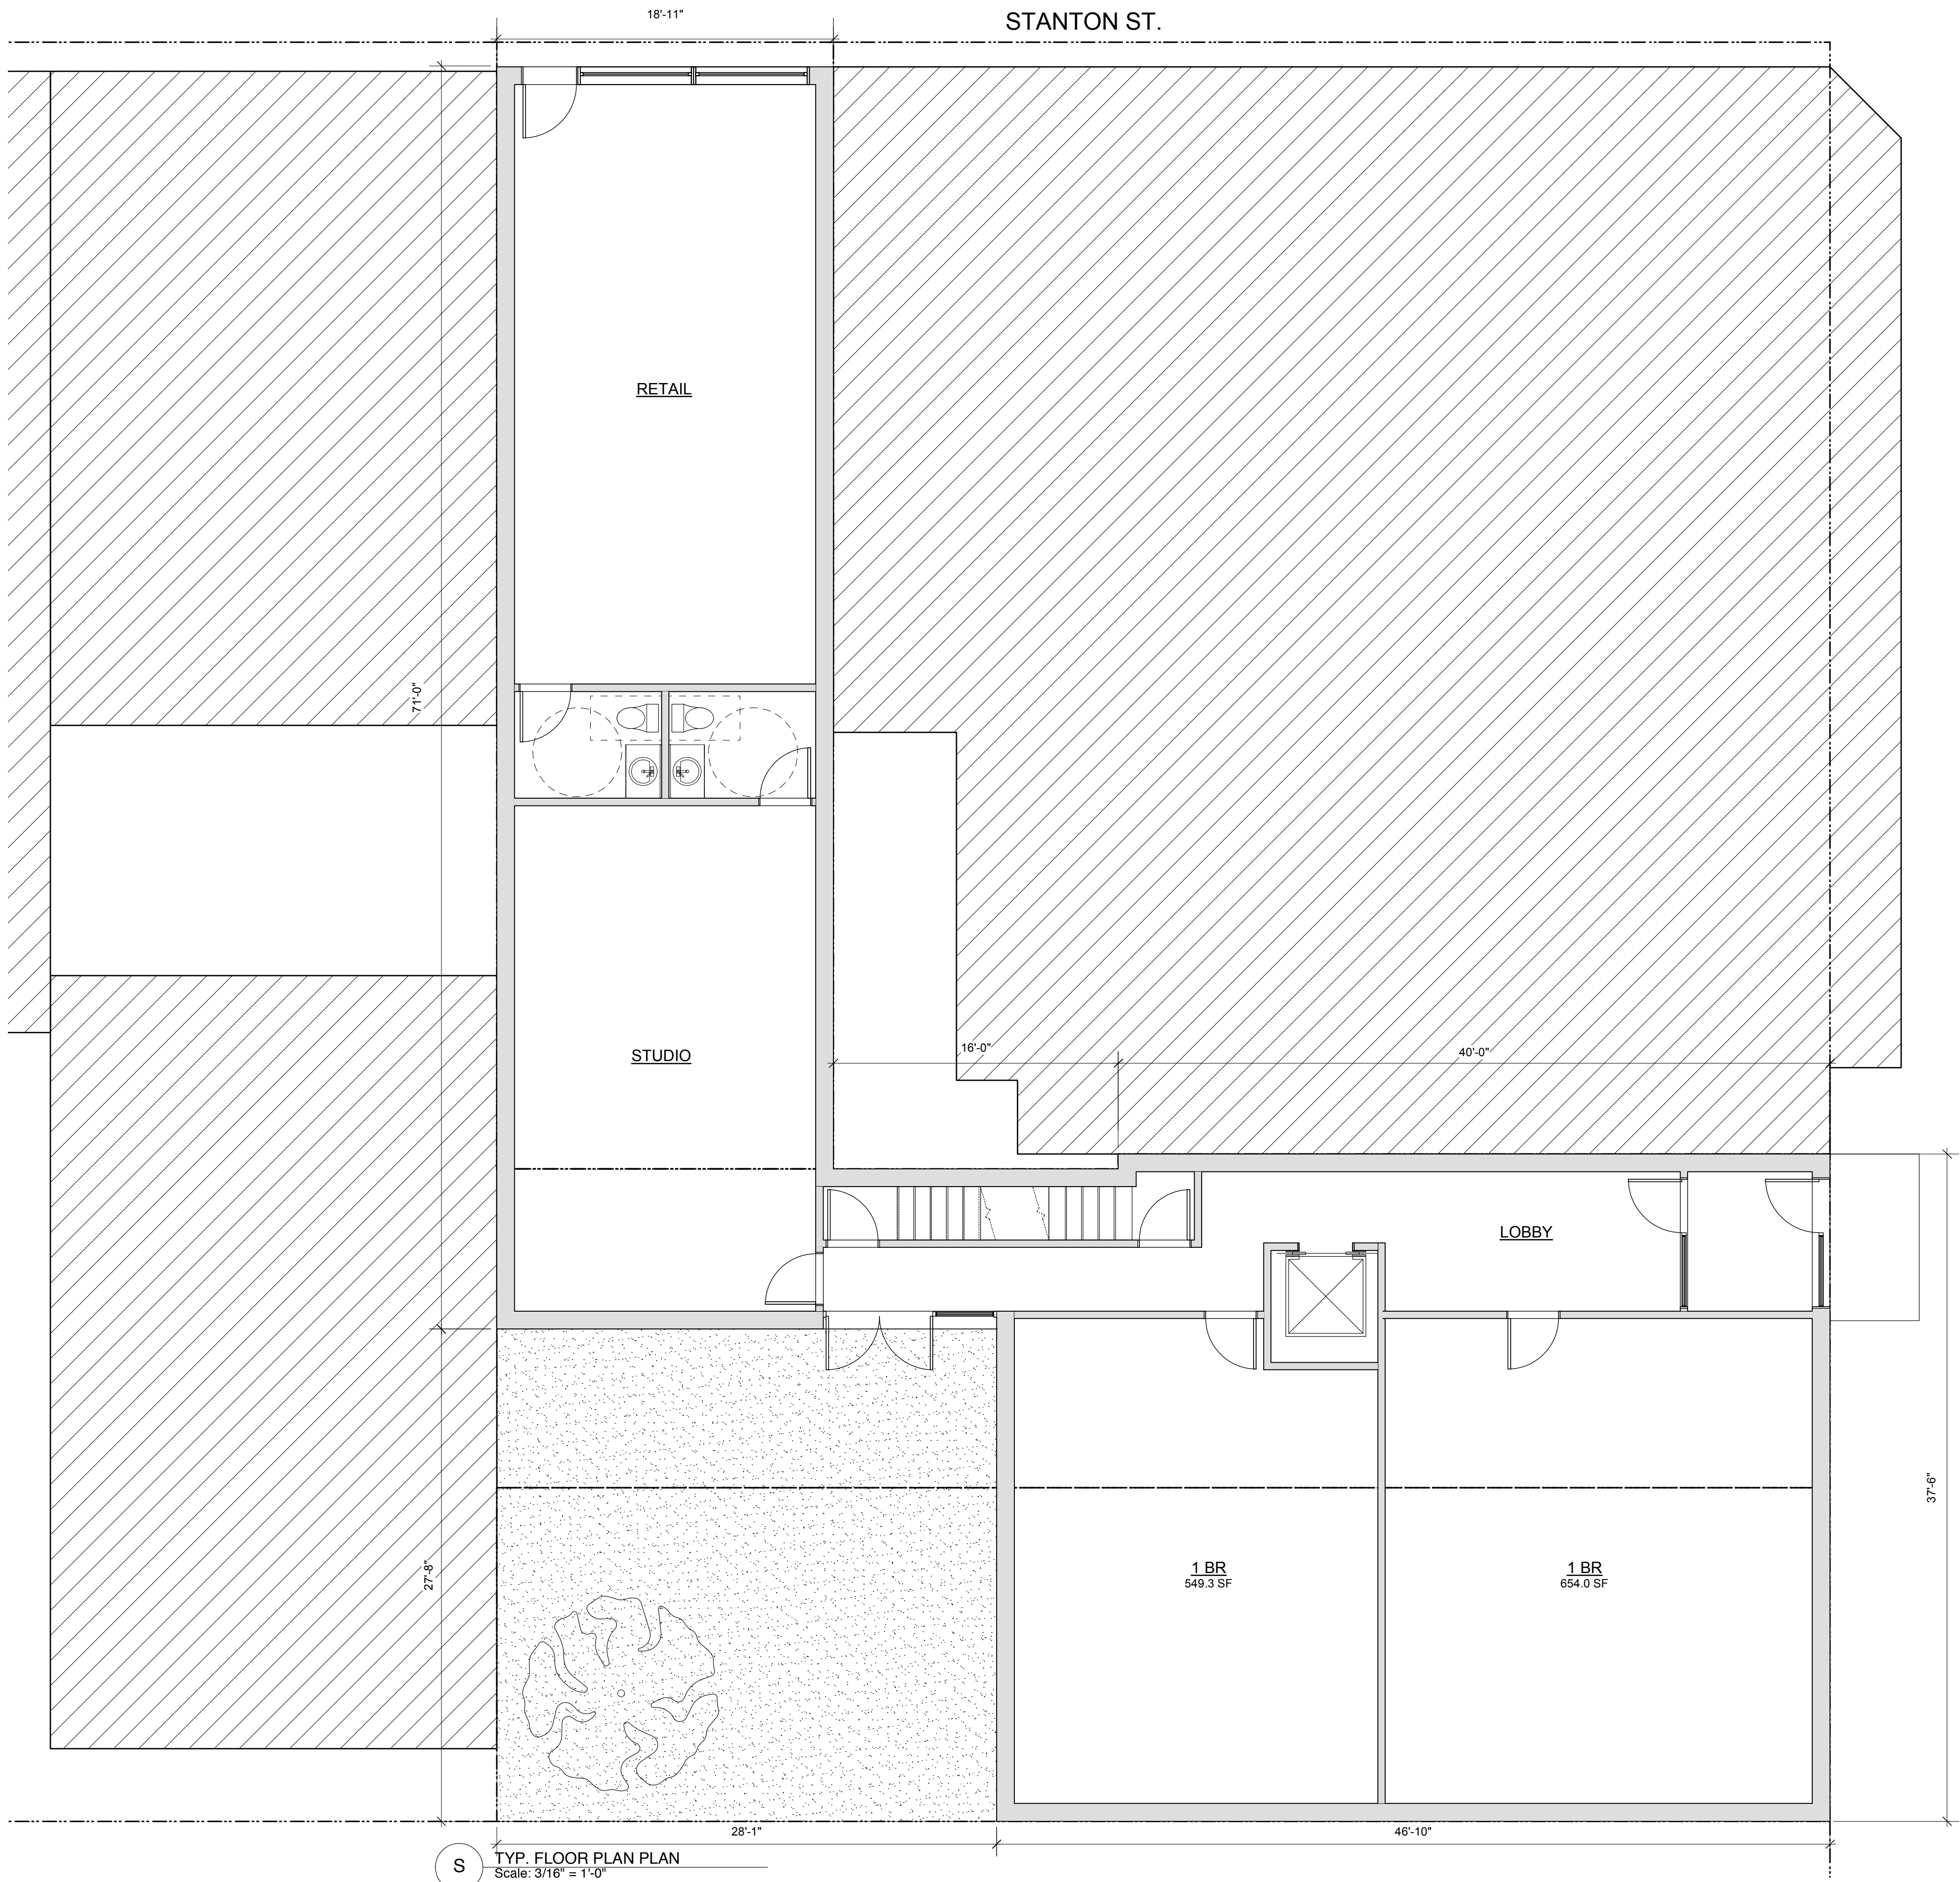 18'-11"
STANTON ST.
RETAIL
71'-0"
STUDIO
16'-0"
40'-0"
LOBBY
37'-6"
27'-8"
1 BR
549.3 SF
1 BR
654.0 SF
28'-1"
46'-10"
S
TYP. FLOOR PLAN PLAN
Scale: 3/16" = 1'-0"